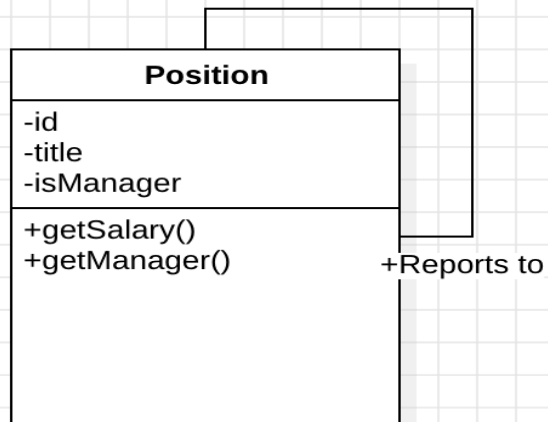 Position
-id
-title
-isManager
+getSalary()
+getManager()
+Reports to